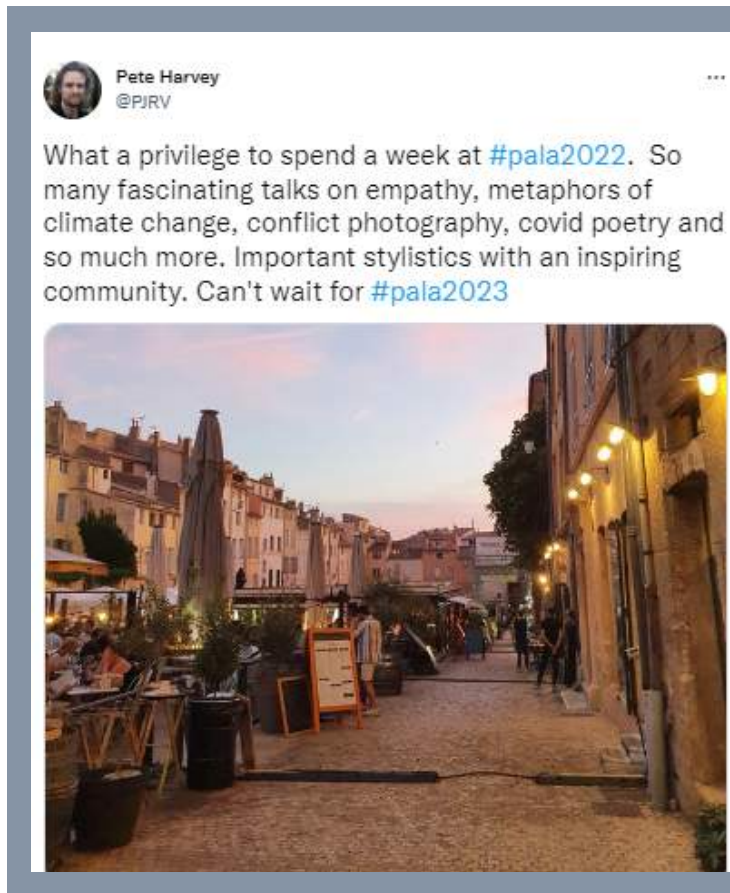 Pete Harvey
@PJRV
What a privilege to spend a week at #pala2022.  So
many fascinating talks on empathy, metaphors of
climate change, conflict photography, covid poetry and
so much more. Important stylistics with an inspiring
community. Can't wait for #pala2023